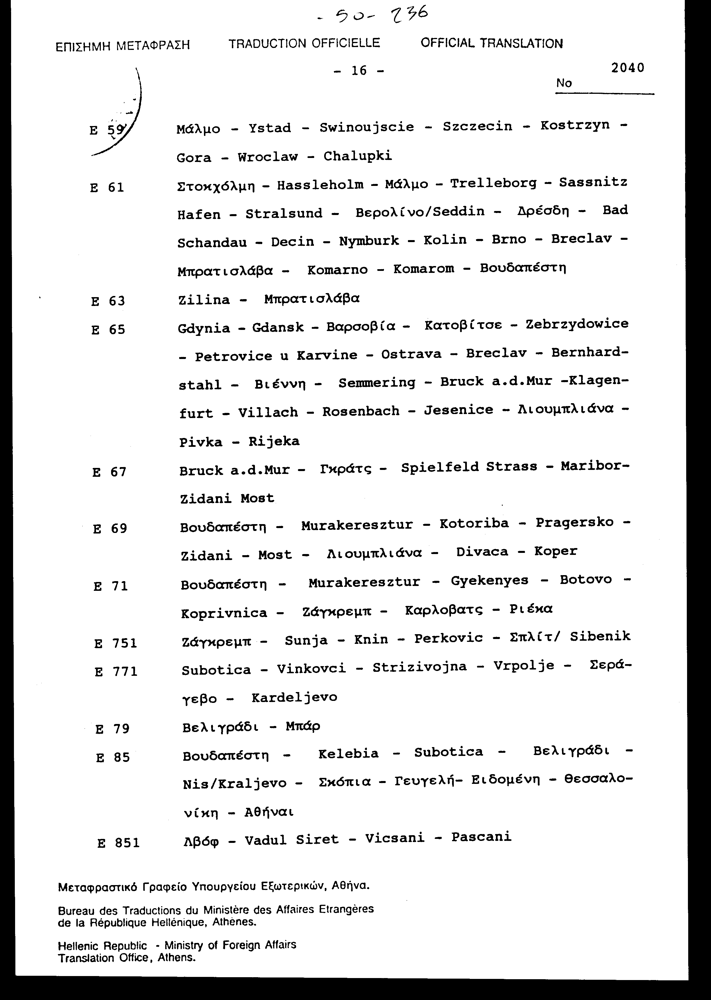 - 50- 236
ΕΠΙΣΗΜΗ ΜΕΤΑΦΡΑΣΗ TRADUCTION OFFICIELLE OFFICIAL TRANSLATION
- 16 - 2040
No
E 59 Μάλμο - Ystad - Swinoujscie - Szczecin - Kostrzyn -
Gora - Wroclaw - Chalupki
E 61 Στοκχόλμη - Hassleholm - Μάλμο - Trelleborg - Sassnitz
Hafen - Stralsund - Βερολίνο/Seddin - Δρέσδη - Bad
Schandau - Decin - Nymburk - Kolin - Brno - Breclav -
Μπρατισλάβα - Komarno - Komarom - Βουδαπέστη
E 63 Zilina - Μπρατισλάβα
E 65 Gdynia - Gdansk - Βαρσοβία - Κατοβίτσε - Zebrzydowice
- Petrovice u Karvine - Ostrava - Breclav - Bernhard-
stahl - Βιέννη - Semmering - Bruck a.d.Mur -Klagen-
furt - Villach - Rosenbach - Jesenice - Λιουμπλιάνα -
Pivka - Rijeka
E 67 Bruck a.d.Mur - Γκράτς - Spielfeld Strass - Maribor-
Zidani Most
E 69 Βουδαπέστη - Murakeresztur - Kotoriba - Pragersko -
Zidani - Most - Λιουμπλιάνα - Divaca - Koper
E 71 Βουδαπέστη - Murakeresztur - Gyekenyes - Botovo -
Koprivnica - Ζάγκρεμπ - Καρλοβατς - Ριέκα
E 751 Ζάγκρεμπ - Sunja - Knin - Perkovic - Σπλίτ/ Sibenik
E 771 Subotica - Vinkovci - Strizivojna - Vrpolje - Σερά-
γεβο - Kardeljevo
E 79 Βελιγράδι - Μπάρ
E 85 Βουδαπέστη - Kelebia - Subotica - Βελιγράδι -
Nis/Kraljevo - Σκόπια - Γευγελή- Ειδομένη - Θεσσαλο-
νίκη - Αθήναι
E 851 Λβόφ - Vadul Siret - Vicsani - Pascani
Μεταφραστικό Γραφείο Υπουργείου Εξωτερικών, Αθήνα.
Bureau des Traductions du Ministère des Affaires Etrangères
de la République Hellénique, Athènes.
Hellenic Republic - Ministry of Foreign Affairs
Translation Office, Athens.